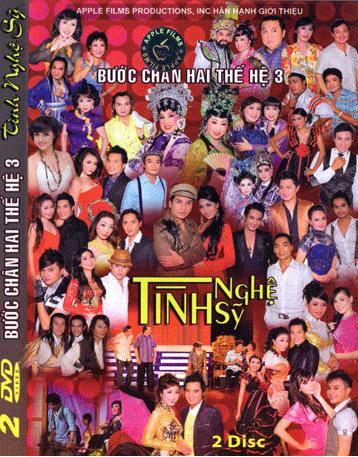 APPLE FILMS PRODUCTIONS, INC HÂN HẠNH GIỚI THIỆU
APPLE FILMS
BƯỚC CHÂN HAI THẾ HỆ 3
TÌNH NGHỆ SỸ
2 Disc
Tình Nghệ Sỹ
BƯỚC CHÂN HAI THẾ HỆ 3
DVD
VIDEO
2